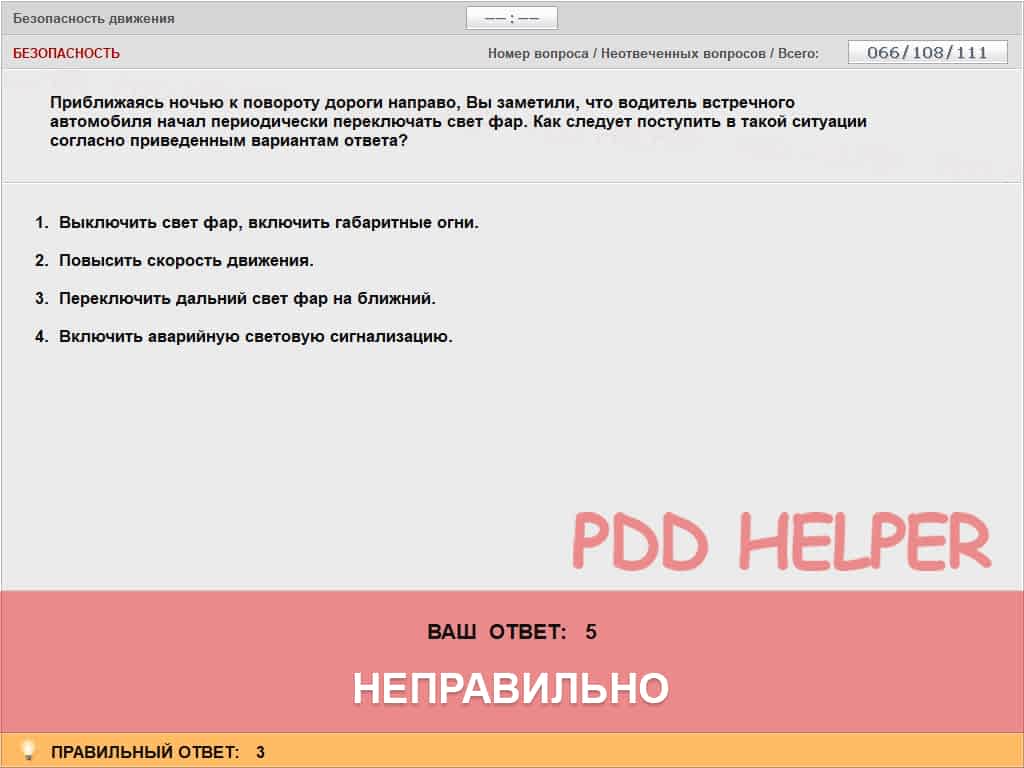 Безопасность движения
—— : ——
БЕЗОПАСНОСТЬ
Номер вопроса / Неотвеченных вопросов / Всего:
066/108/111
Приближаясь ночью к повороту дороги направо, Вы заметили, что водитель встречного
автомобиля начал периодически переключать свет фар. Как следует поступить в такой ситуации
согласно приведенным вариантам ответа?
1. Выключить свет фар, включить габаритные огни.
2. Повысить скорость движения.
3. Переключить дальний свет фар на ближний.
4. Включить аварийную световую сигнализацию.
PDD HELPER
ВАШ ОТВЕТ: 5
НЕПРАВИЛЬНО
ПРАВИЛЬНЫЙ ОТВЕТ: 3